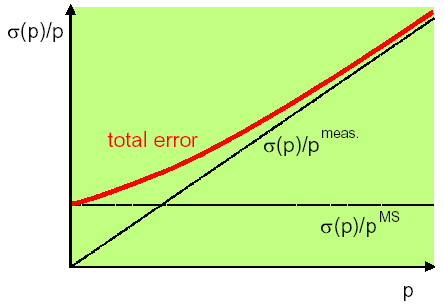 σ(p)/p
total error
σ(p)/p^meas.
σ(p)/p^MS
p